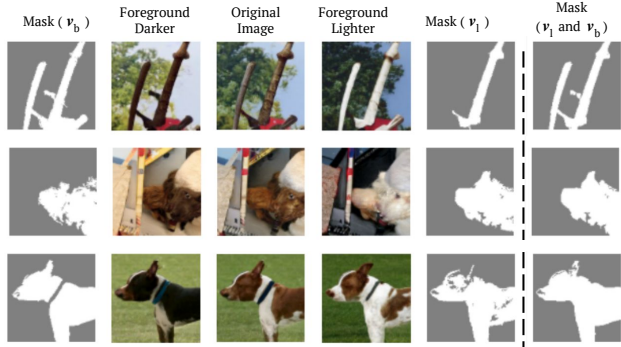 Mask ( v_b )
Foreground
Darker
Original
Image
Foreground
Lighter
Mask ( v_l )
Mask
( v_l and v_b )